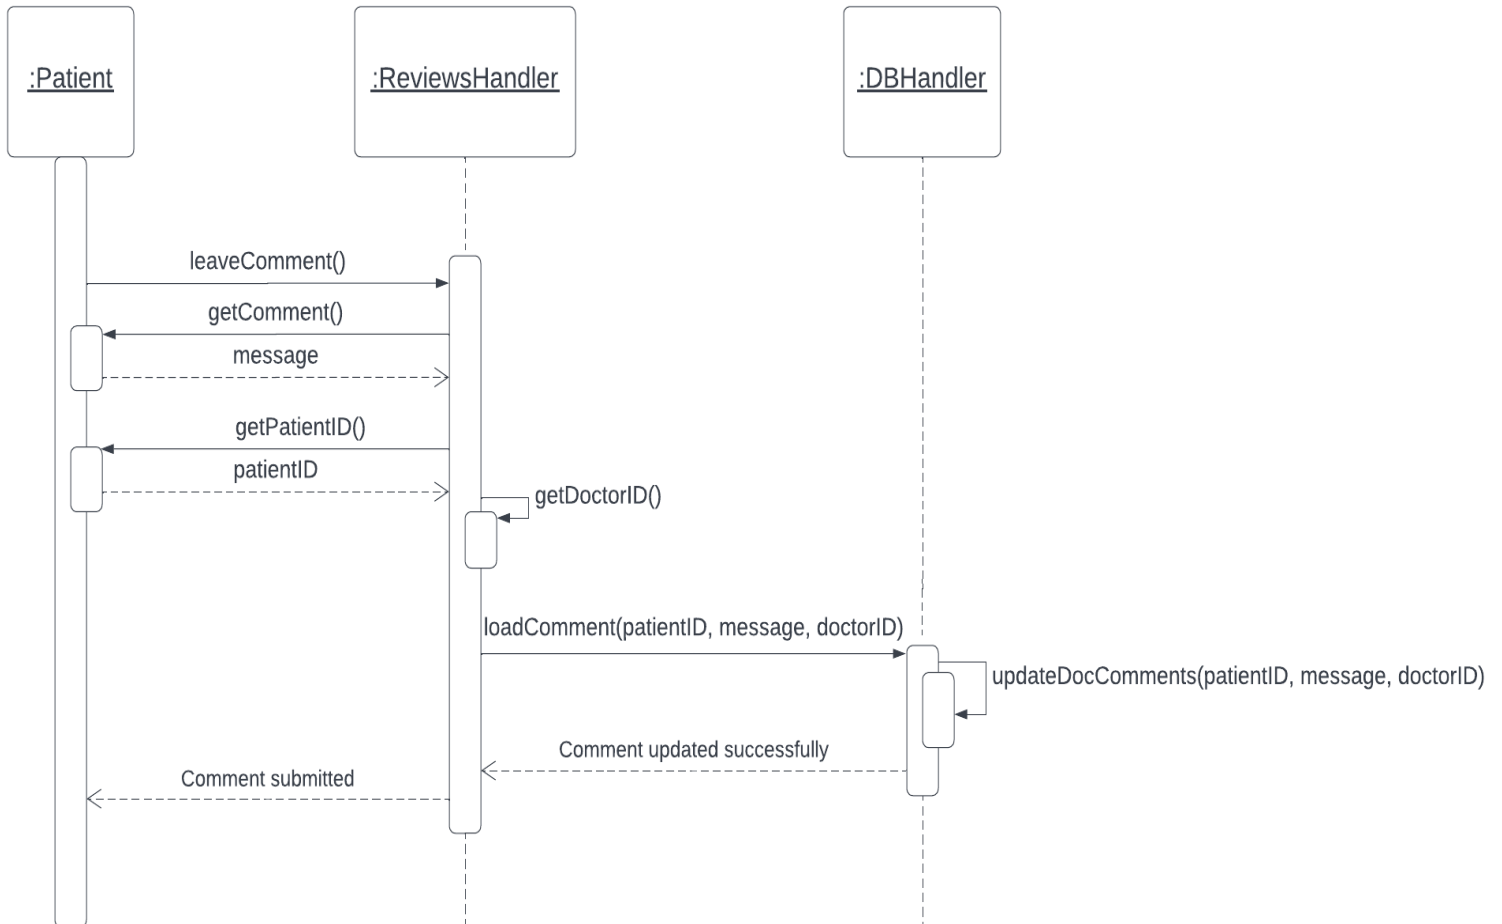 :Patient
:ReviewsHandler
:DBHandler
leaveComment()
getComment()
message
getPatientID()
patientID
getDoctorID()
loadComment(patientID, message, doctorID)
updateDocComments(patientID, message, doctorID)
Comment updated successfully
Comment submitted